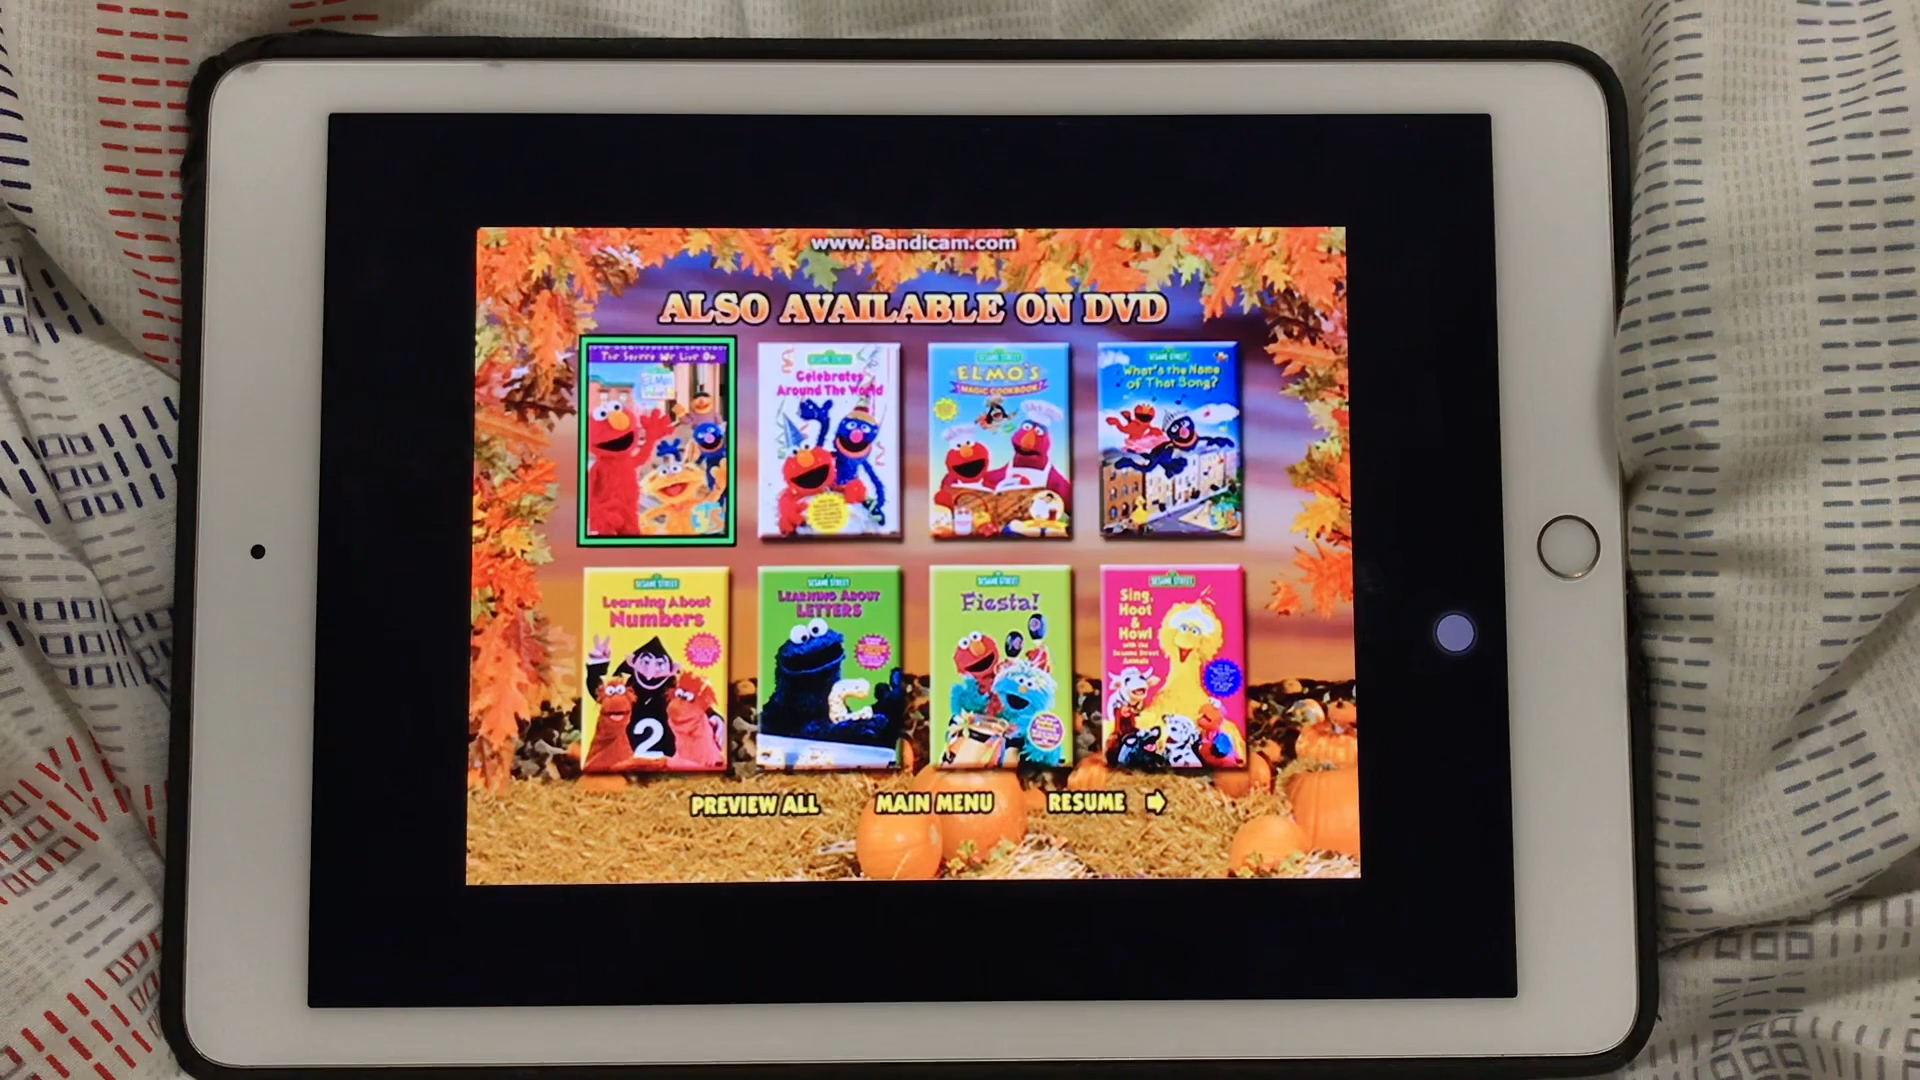 www.Bandicam.com
ALSO AVAILABLE ON DVD
The Street We Live On
SESAME STREET
Celebrates
Around The World
SESAME STREET
ELMO'S
MAGIC COOKBOOK
SESAME STREET
What's the Name
of That Song?
SESAME STREET
Learning About
Numbers
2
SESAME STREET
LEARNING ABOUT
LETTERS
SESAME STREET
Fiesta!
SESAME STREET
Sing,
Hoot
&
Howl
with the
Sesame Street
Animals
PREVIEW ALL
MAIN MENU
RESUME